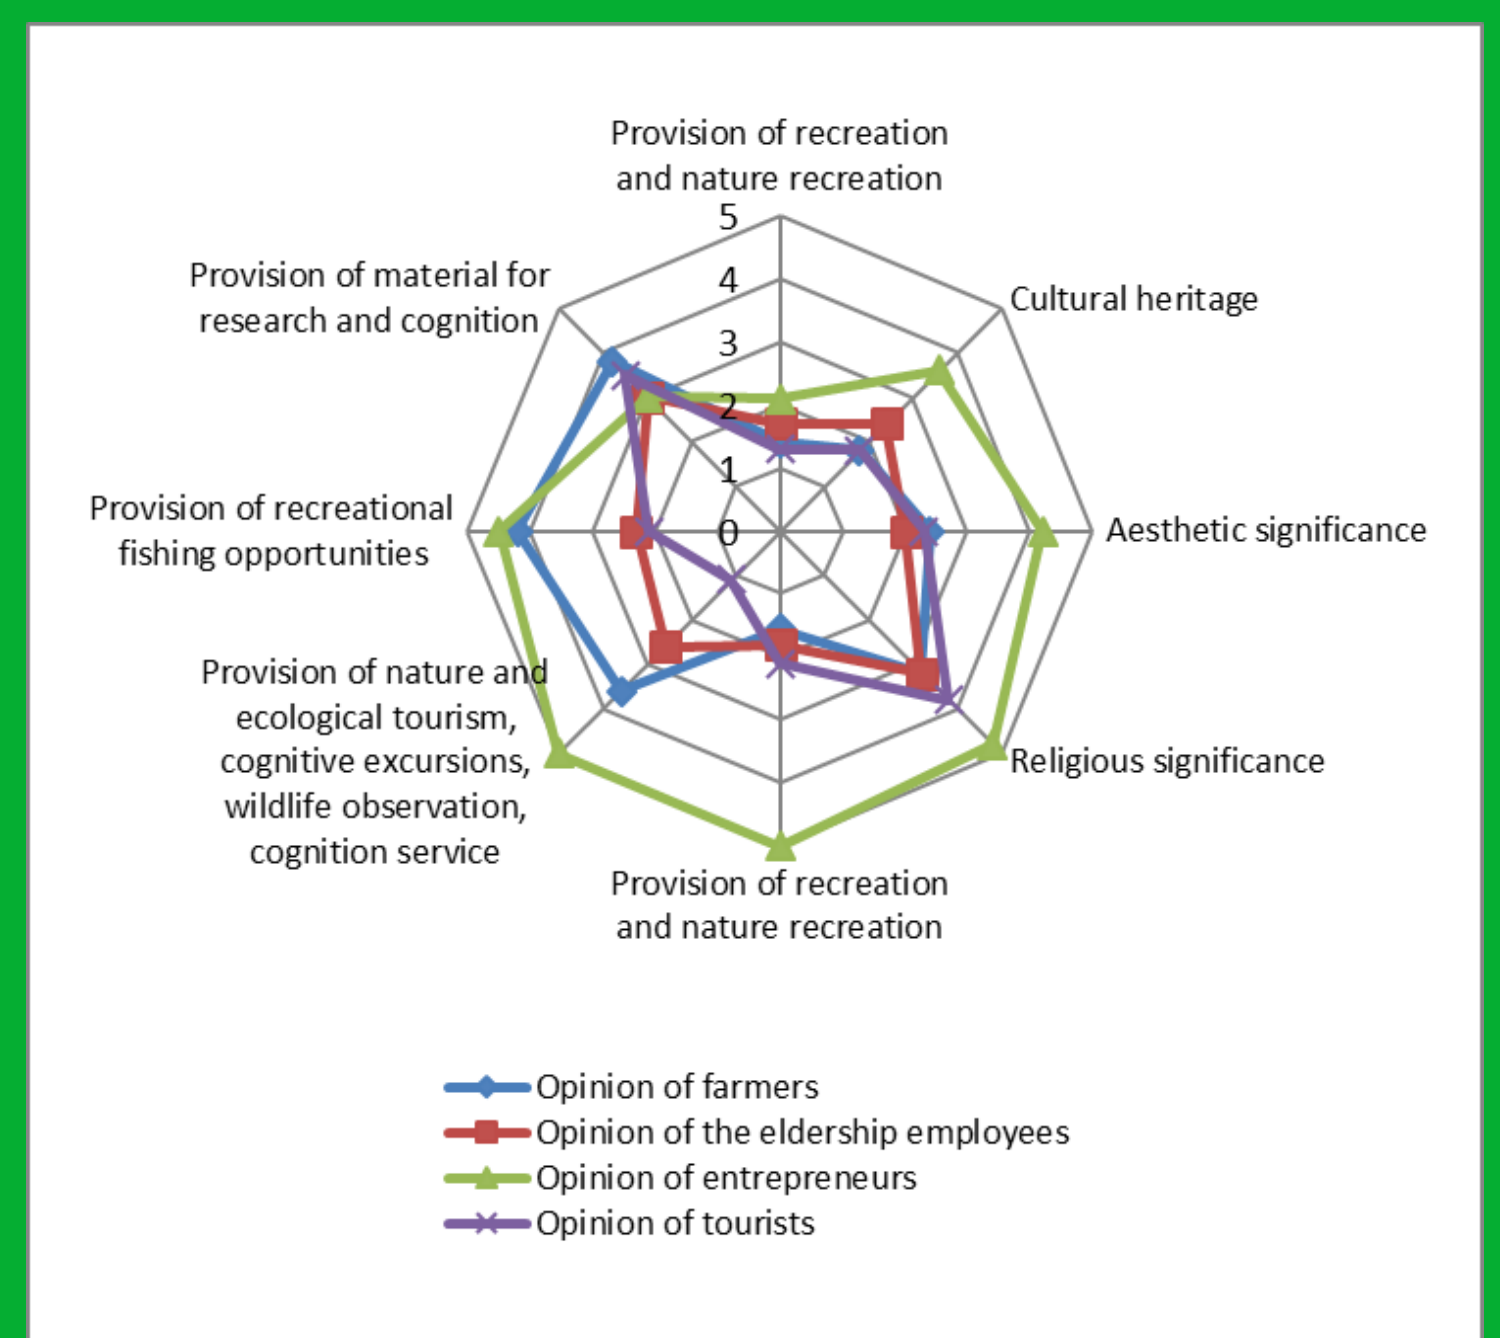 Provision of recreation
and nature recreation
5
4
3
2
1
0
Cultural heritage
Aesthetic significance
Religious significance
Provision of recreation
and nature recreation
Provision of nature and
ecological tourism,
cognitive excursions,
wildlife observation,
cognition service
Provision of recreational
fishing opportunities
Provision of material for
research and cognition
Opinion of farmers
Opinion of the eldership employees
Opinion of entrepreneurs
Opinion of tourists